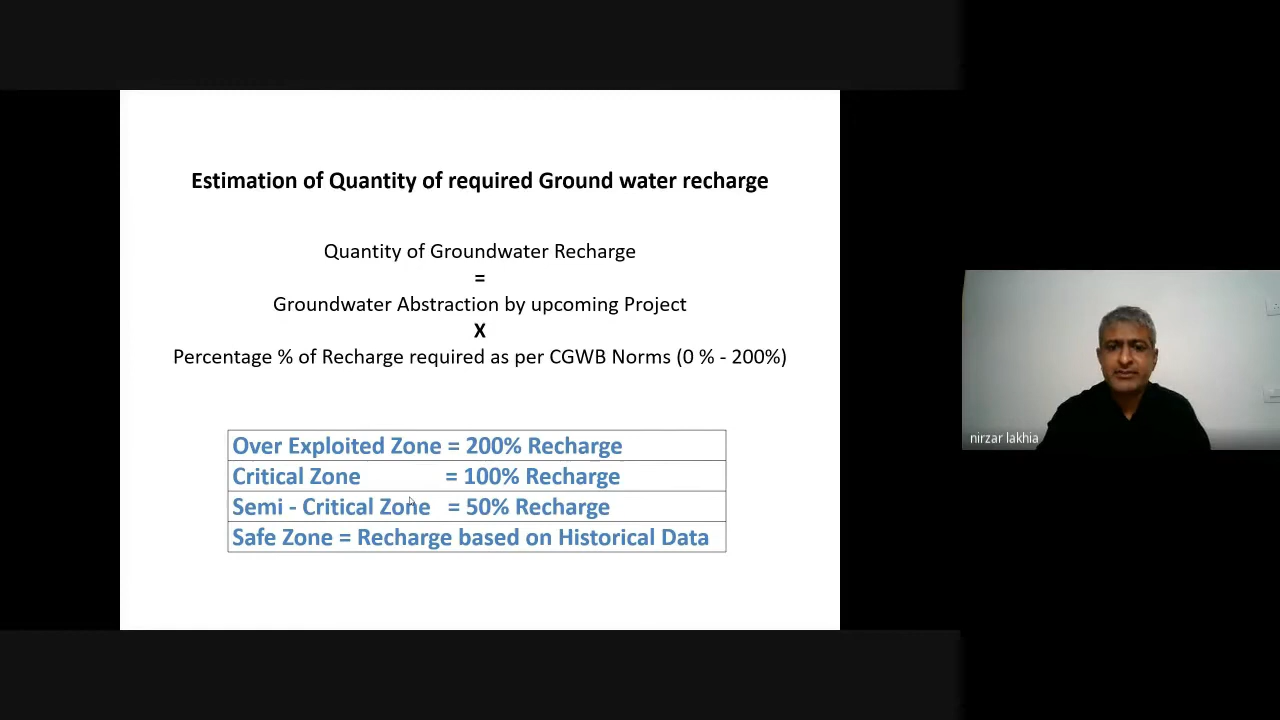 Estimation of Quantity of required Ground water recharge
Quantity of Groundwater Recharge
=
Groundwater Abstraction by upcoming Project
X
Percentage % of Recharge required as per CGWB Norms (0 % - 200%)
Over Exploited Zone = 200% Recharge
Critical Zone = 100% Recharge
Semi - Critical Zone = 50% Recharge
Safe Zone = Recharge based on Historical Data
nirzar lakhia